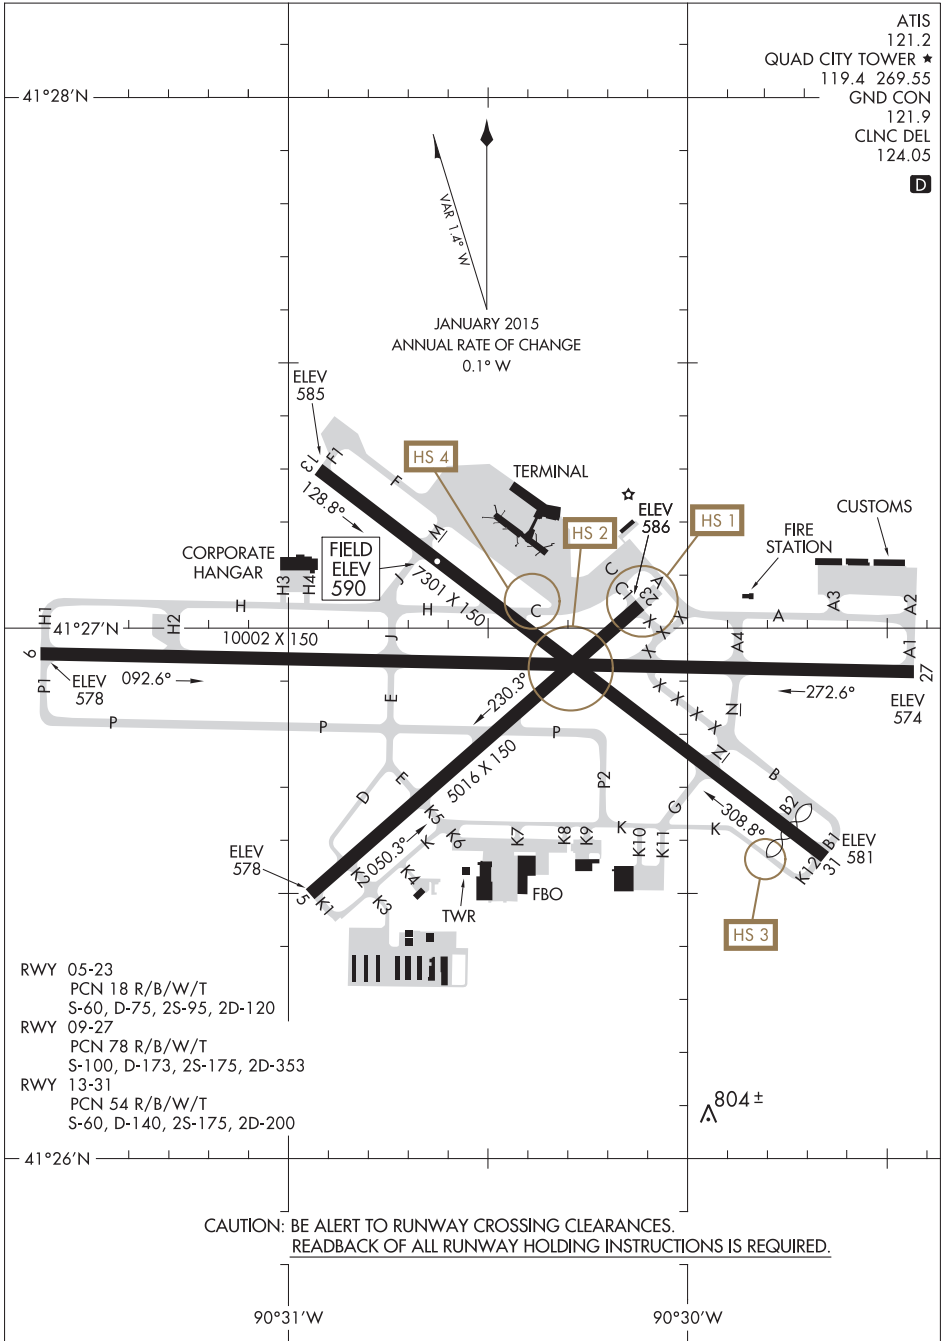 ATIS
121.2
QUAD CITY TOWER ★
119.4 269.55
GND CON
121.9
CLNC DEL
124.05
D
41°28'N
VAR 1.4° W
JANUARY 2015
ANNUAL RATE OF CHANGE
0.1° W
ELEV
585
13
F1
F
128.8°
HS 4
TERMINAL
HS 2
ELEV
586
HS 1
CUSTOMS
FIRE
STATION
CORPORATE
HANGAR
FIELD
ELEV
590
M
J
7301 X 150
H3
H4
H
H
H1
H2
C
C
C1
A
23
A
A3
A2
A4
A1
41°27'N
10002 X 150
J
X
X
X
X
X
X
X
X
9
ELEV
578
092.6°
P1
230.3°
272.6°
27
ELEV
574
E
N
P
P
P
N
B
5016 X 150
P2
D
E
K5
G
B2
308.8°
K
K6
K7
K8
K9
K
K10
K11
K
B1
ELEV
581
31
K12
ELEV
578
050.3°
K2
K4
K3
5
K1
TWR
FBO
HS 3
RWY 05-23
PCN 18 R/B/W/T
S-60, D-75, 2S-95, 2D-120
RWY 09-27
PCN 78 R/B/W/T
S-100, D-173, 2S-175, 2D-353
RWY 13-31
PCN 54 R/B/W/T
S-60, D-140, 2S-175, 2D-200
804 ±
41°26'N
CAUTION: BE ALERT TO RUNWAY CROSSING CLEARANCES.
READBACK OF ALL RUNWAY HOLDING INSTRUCTIONS IS REQUIRED.
90°31'W
90°30'W